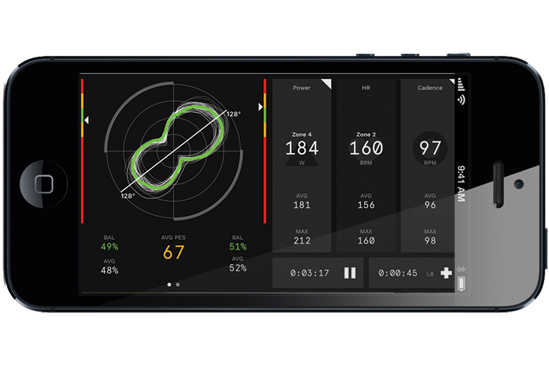 128°
128°
BAL
49%
AVG
48%
AVG PES
67
BAL
51%
AVG
52%
Power
Zone 4
184
W
AVG
181
MAX
212
HR
Zone 2
160
BPM
AVG
156
MAX
160
Cadence
97
RPM
AVG
96
MAX
98
0:03:17
0:00:45
L8
9:41 AM